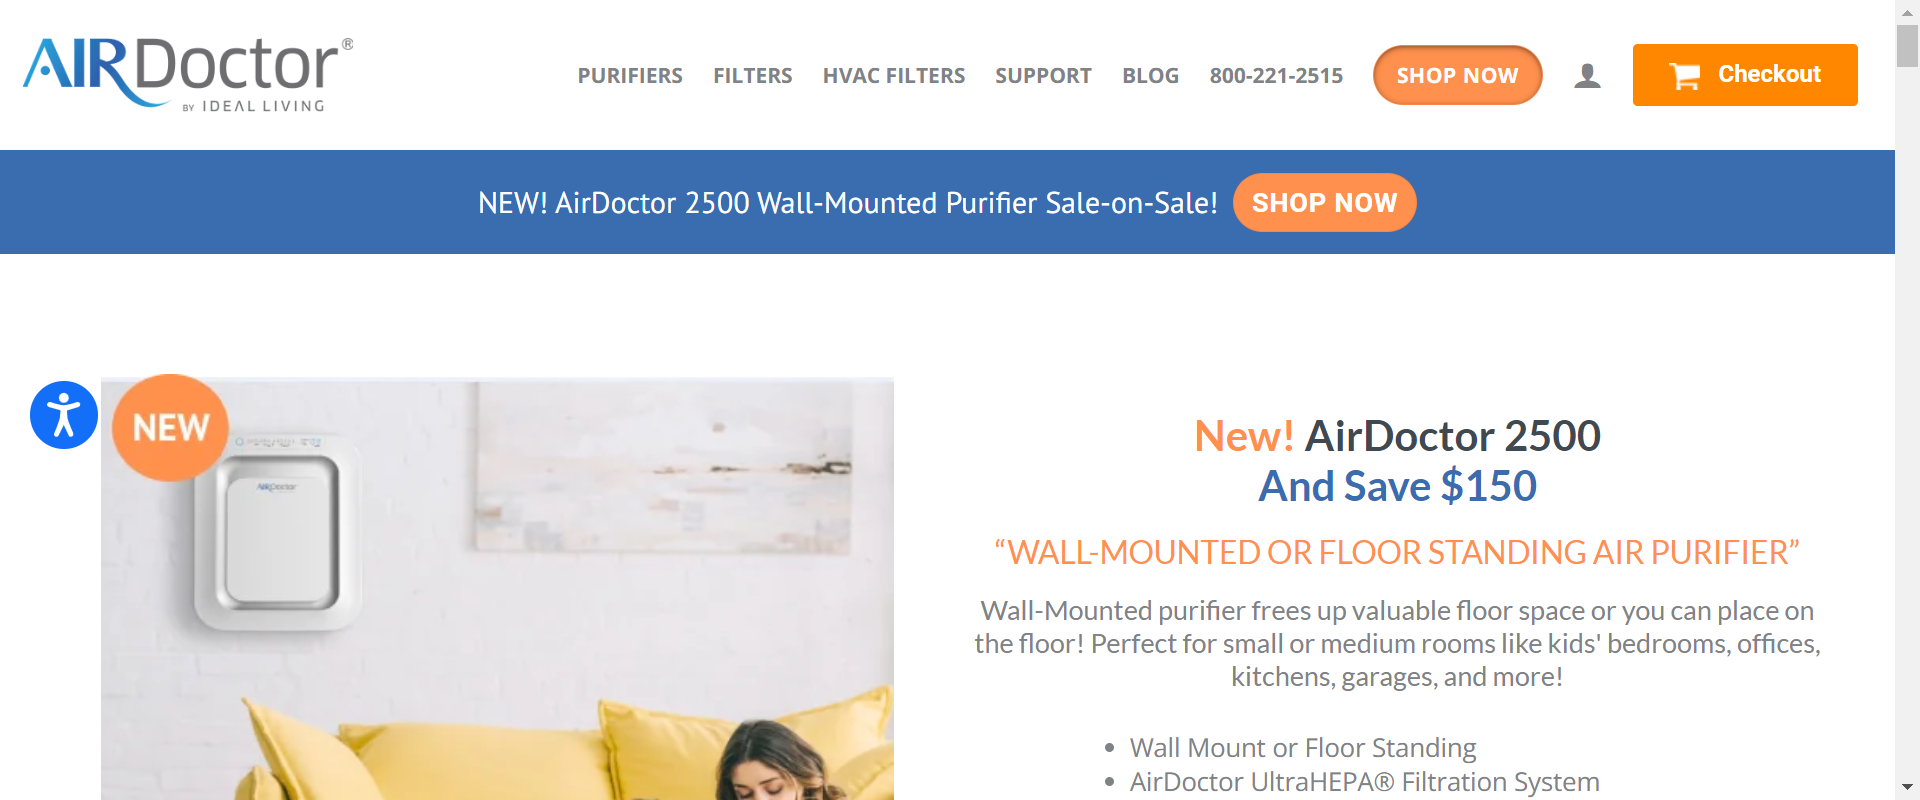 AIRDoctor®
BY IDEAL LIVING
PURIFIERS FILTERS HVAC FILTERS SUPPORT BLOG 800-221-2515 SHOP NOW Checkout
NEW! AirDoctor 2500 Wall-Mounted Purifier Sale-on-Sale! SHOP NOW
NEW
AIRDoctor
New! AirDoctor 2500
And Save $150
“WALL-MOUNTED OR FLOOR STANDING AIR PURIFIER”
Wall-Mounted purifier frees up valuable floor space or you can place on
the floor! Perfect for small or medium rooms like kids' bedrooms, offices,
kitchens, garages, and more!
• Wall Mount or Floor Standing
• AirDoctor UltraHEPA® Filtration System